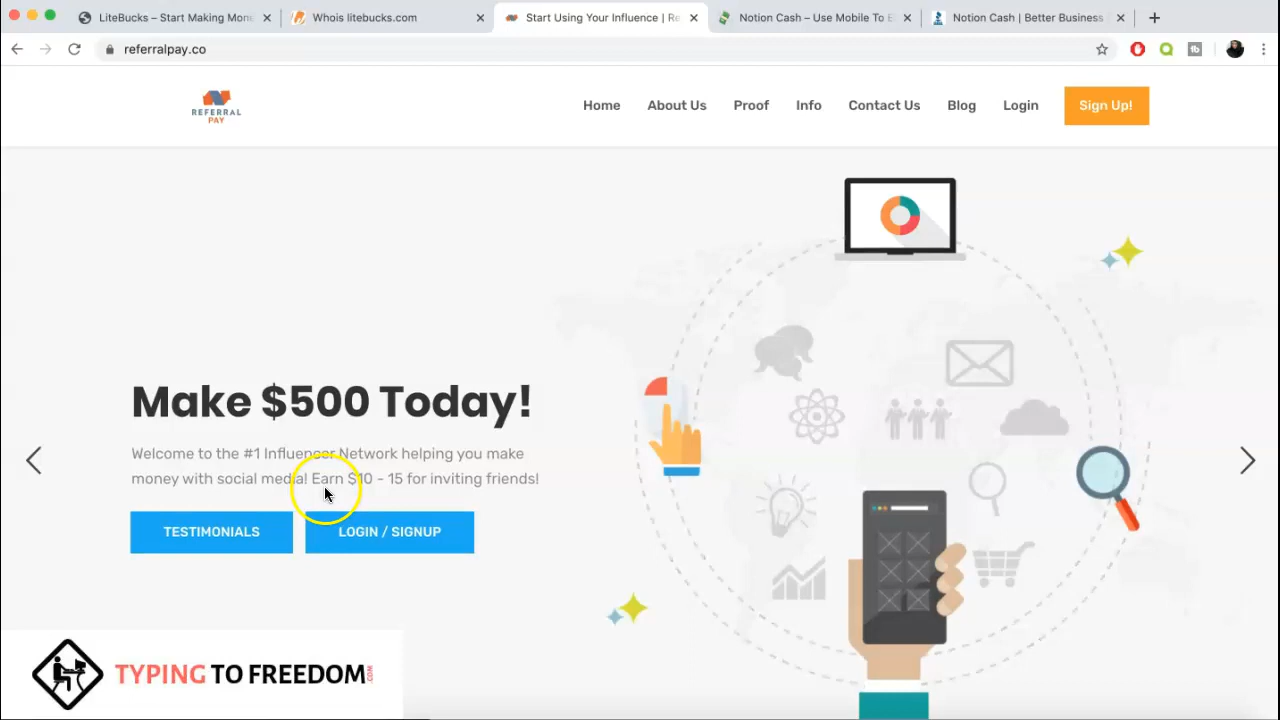 LiteBucks – Start Making Mon
Whois litebucks.com
Start Using Your Influence | Re
Notion Cash – Use Mobile To E
Notion Cash | Better Business
referralpay.co
REFERRAL
PAY
Home
About Us
Proof
Info
Contact Us
Blog
Login
Sign Up!
Make $500 Today!
Welcome to the #1 Influencer Network helping you make
money with social media! Earn $10 - 15 for inviting friends!
TESTIMONIALS
LOGIN / SIGNUP
TYPING TO FREEDOM.COM